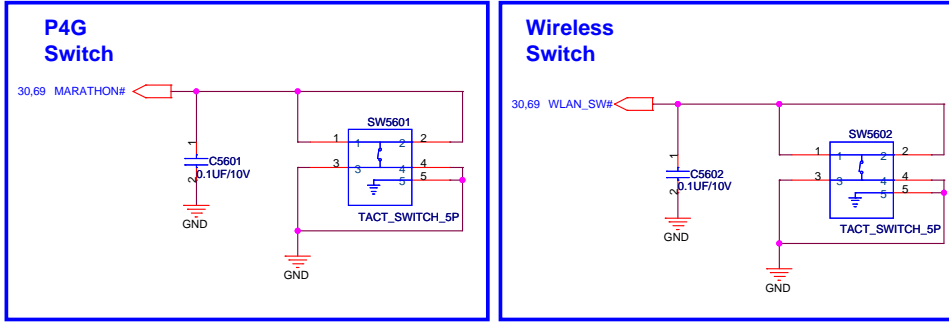 P4G
Switch
30,69 MARATHON#
SW5601
1 1 2 2
3 3 4 4
5 5
1
C5601
0.1UF/10V
2
GND
TACT_SWITCH_5P
GND
Wireless
Switch
30,69 WLAN_SW#
SW5602
1 1 2 2
3 3 4 4
5 5
1
C5602
0.1UF/10V
2
GND
TACT_SWITCH_5P
GND